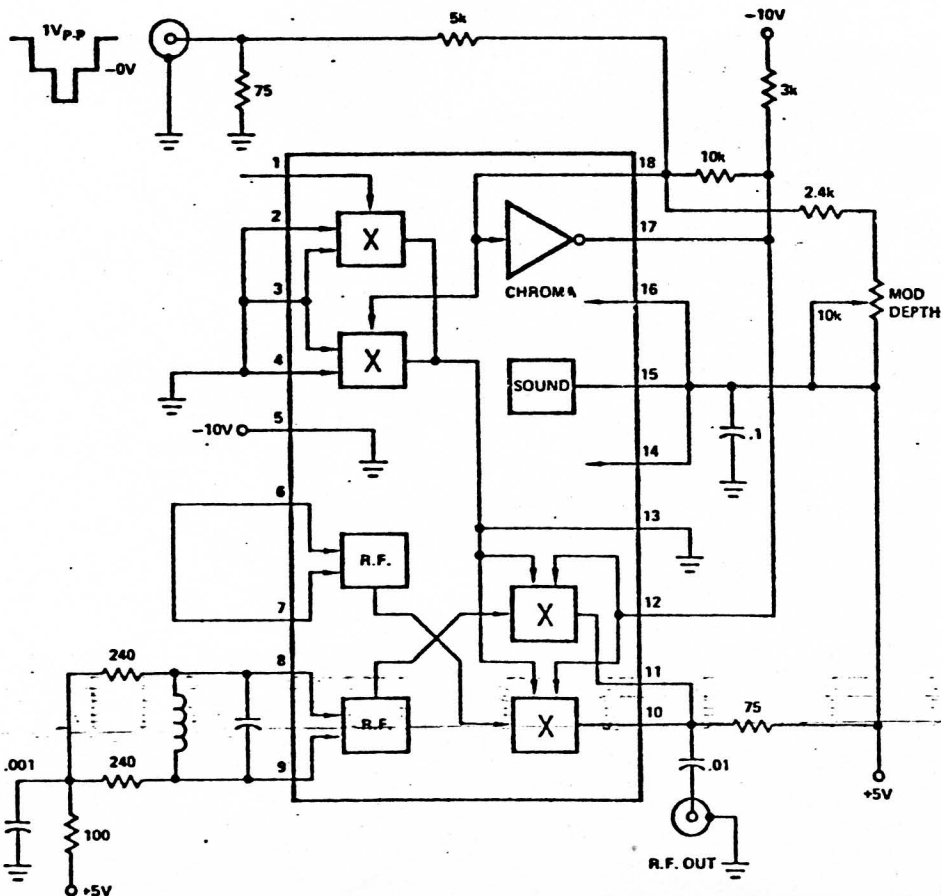 1V P-P
-0V
5k
-10V
75
3k
1
18
10k
2
2.4k
X
17
CHROMA
3
16
MOD
DEPTH
10k
X
4
SOUND
15
.1
-10V
5
14
6
13
R.F.
7
X
12
240
8
11
R.F.
X
10
75
.001
240
9
.01
+5V
100
R.F. OUT
+5V